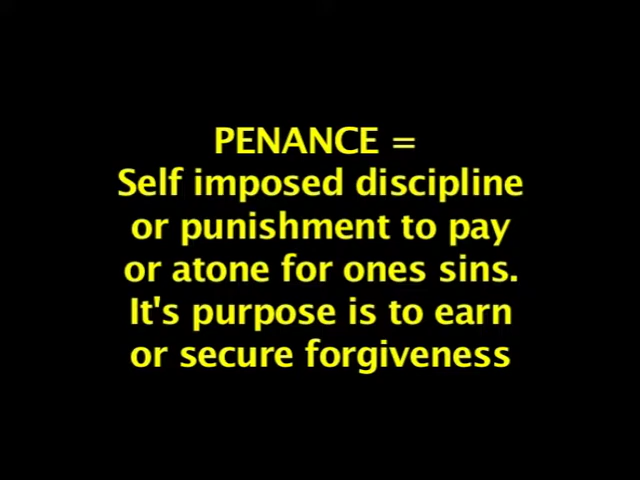 PENANCE =
Self imposed discipline
or punishment to pay
or atone for ones sins.
It's purpose is to earn
or secure forgiveness